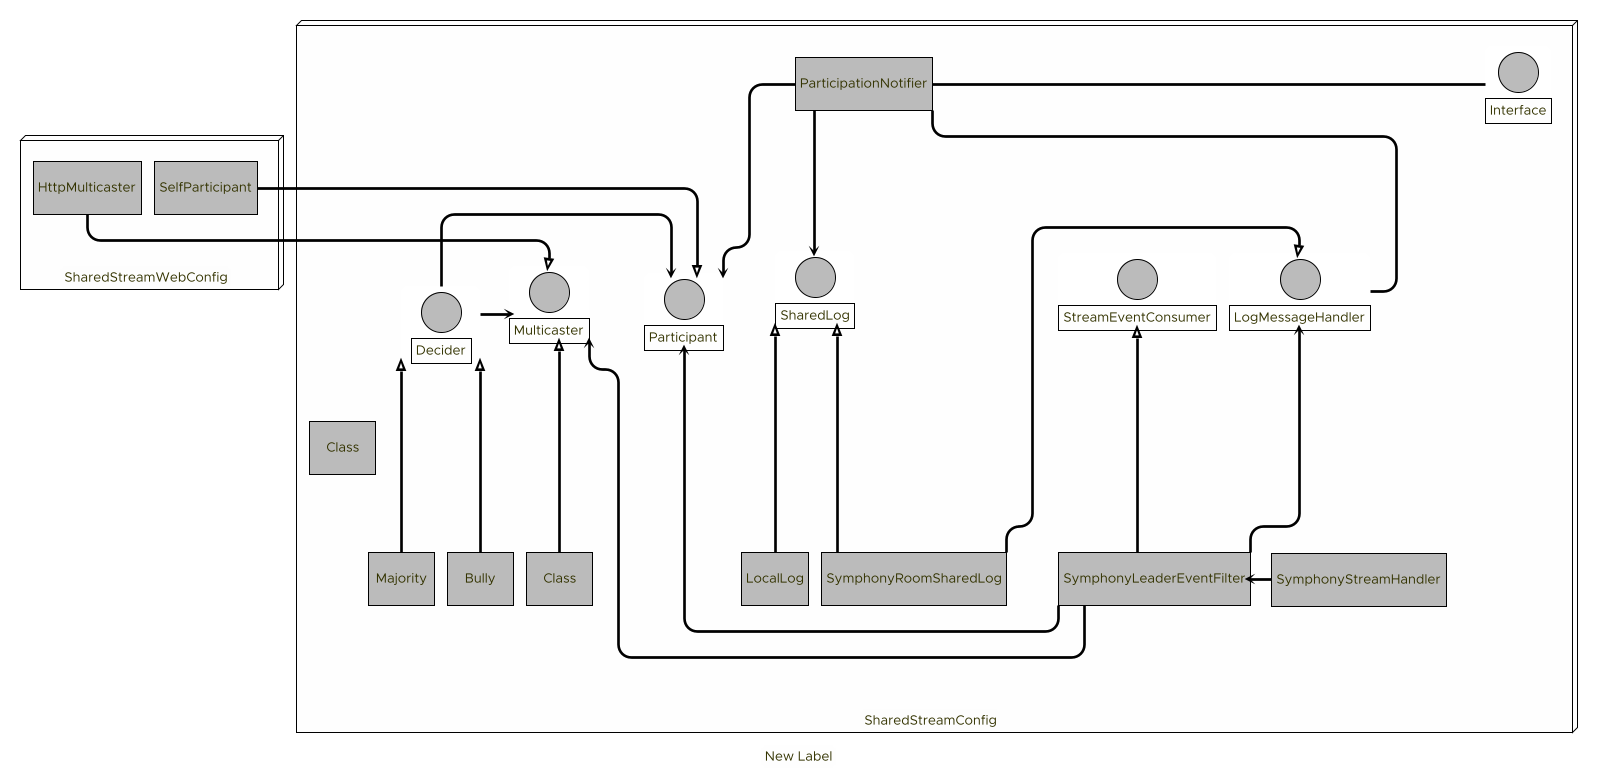 ParticipationNotifier
Interface
HttpMulticaster
SelfParticipant
SharedStreamWebConfig
Decider
Multicaster
Participant
SharedLog
StreamEventConsumer
LogMessageHandler
Class
Majority
Bully
Class
LocalLog
SymphonyRoomSharedLog
SymphonyLeaderEventFilter
SymphonyStreamHandler
SharedStreamConfig
New Label